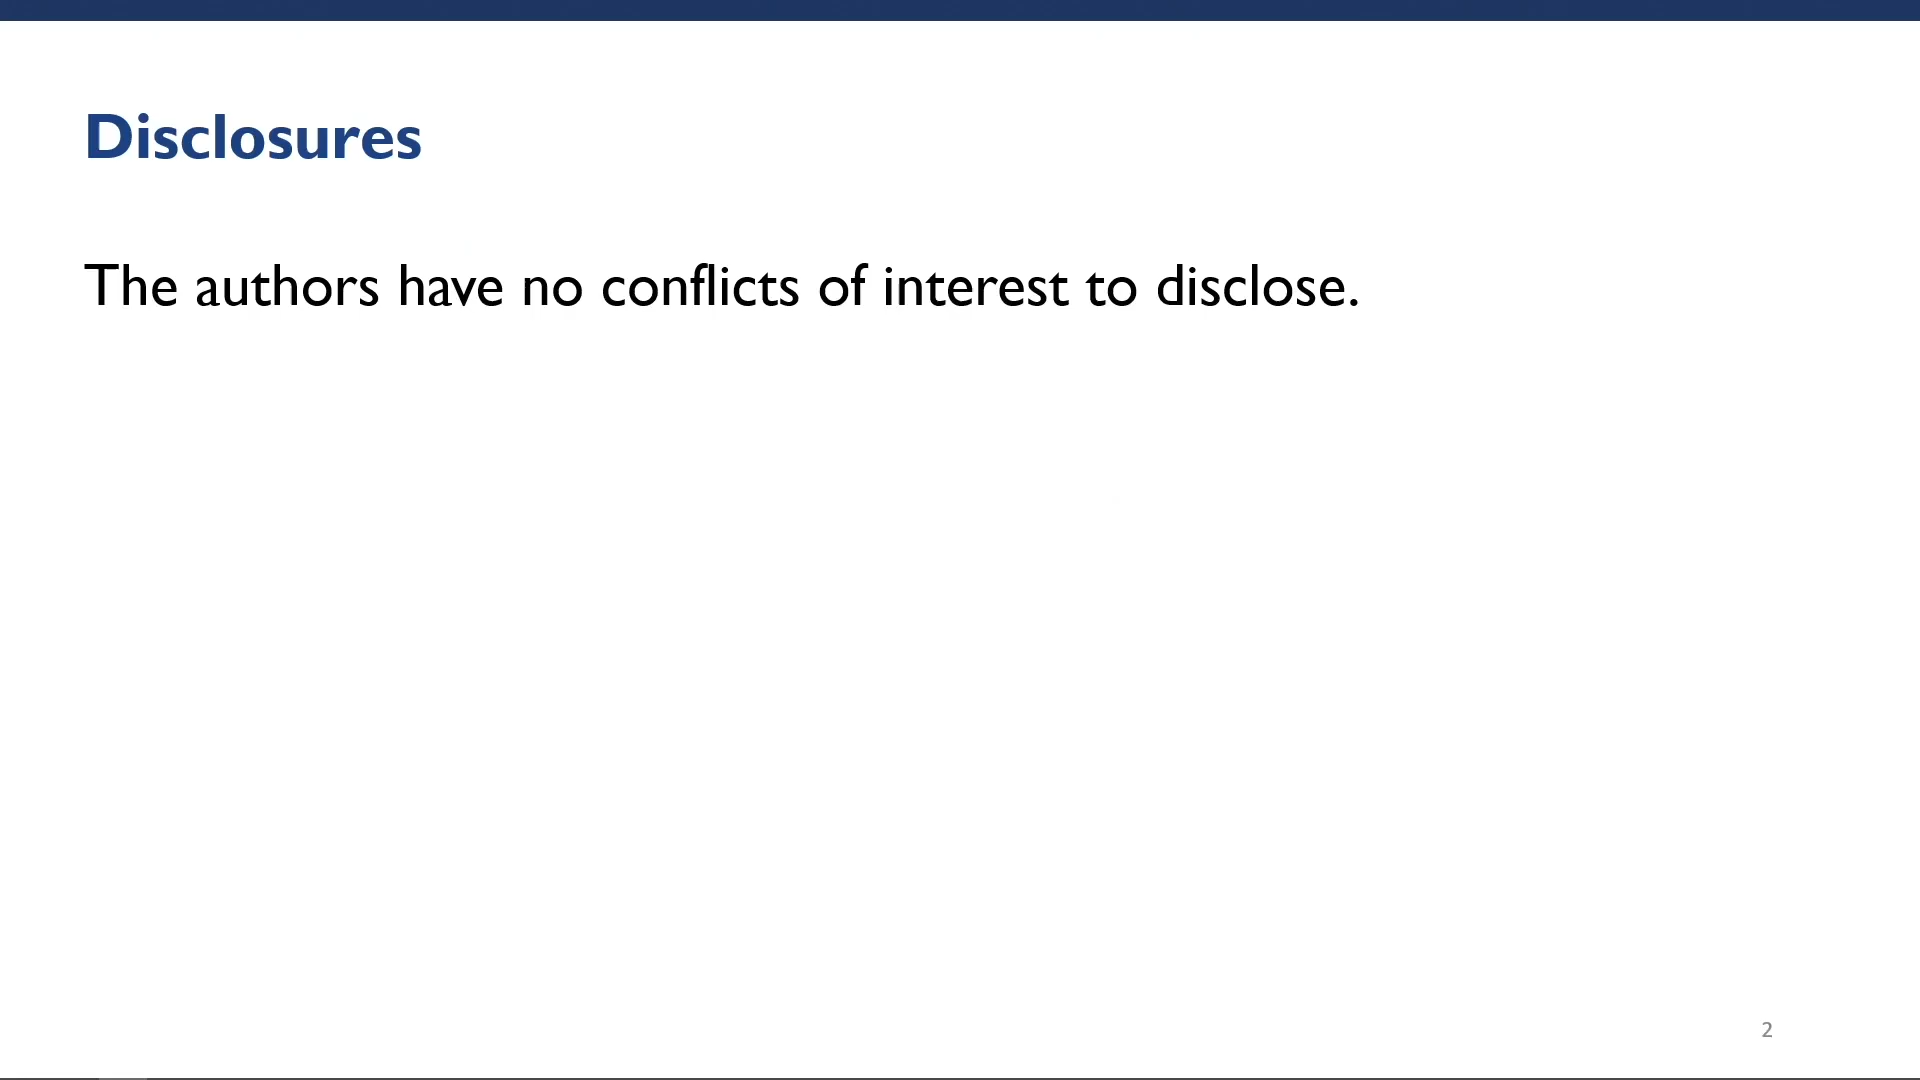 Disclosures
The authors have no conflicts of interest to disclose.
2